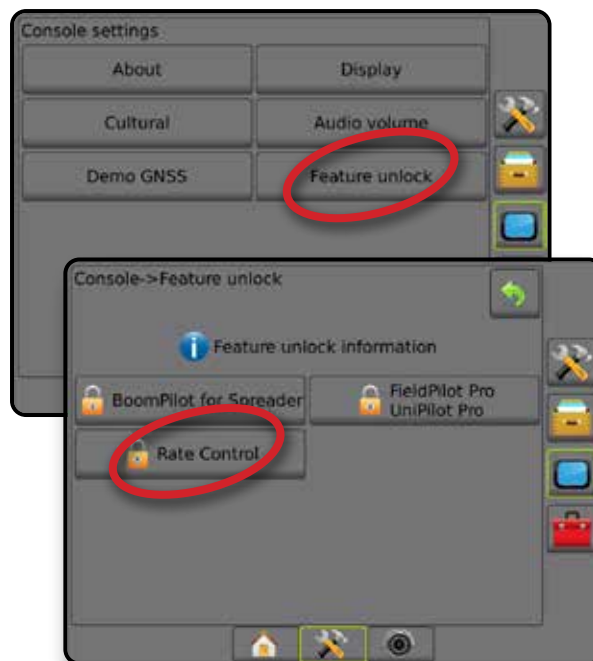 Console settings
About
Display
Cultural
Audio volume
Demo GNSS
Feature unlock
Console->Feature unlock
Feature unlock information
BoomPilot for Spreader
FieldPilot Pro
UniPilot Pro
Rate Control